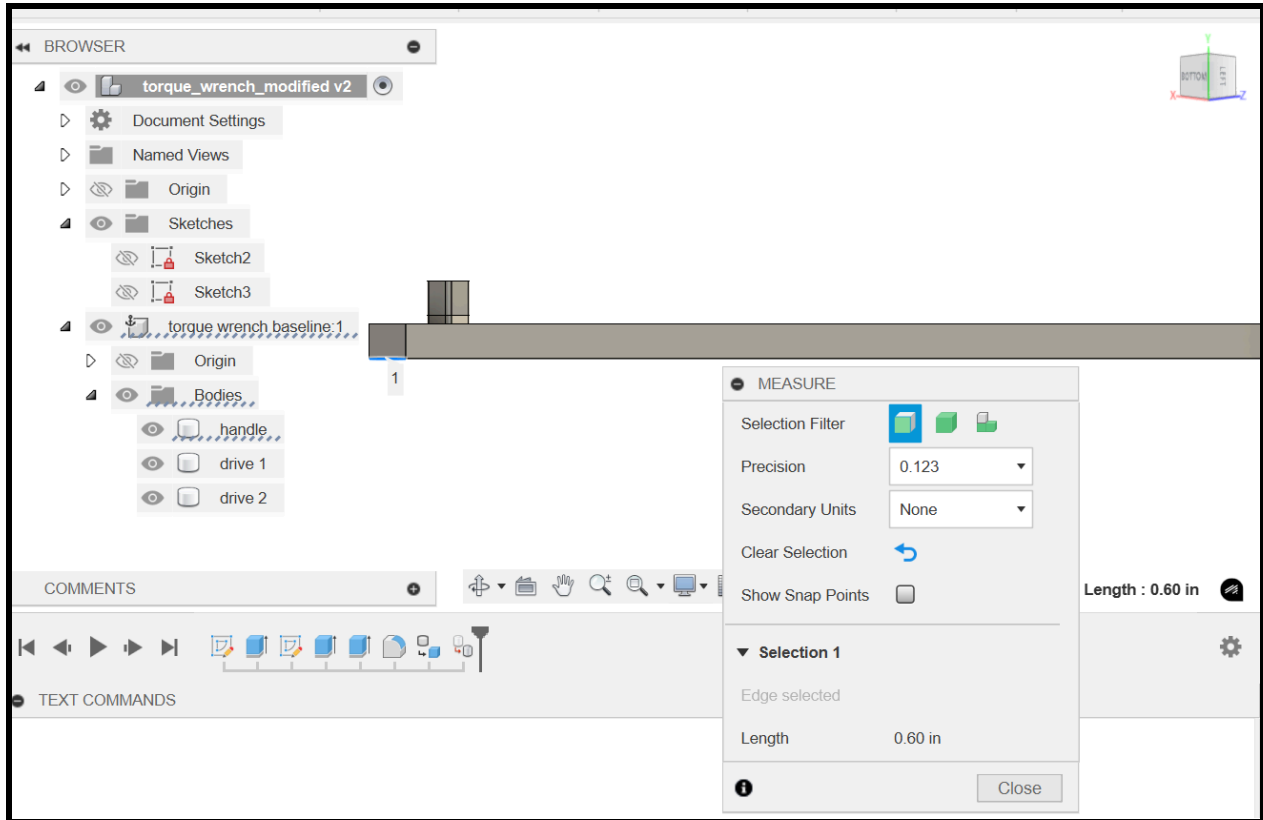 BROWSER
torque_wrench_modified v2
Document Settings
Named Views
Origin
Sketches
Sketch2
Sketch3
torque wrench baseline:1
Origin
Bodies
handle
drive 1
drive 2
Y
BOTTOM
LEFT
X
Z
1
MEASURE
Selection Filter
Precision 0.123
Secondary Units None
Clear Selection
Show Snap Points
Selection 1
Edge selected
Length 0.60 in
Close
COMMENTS
Length : 0.60 in
TEXT COMMANDS